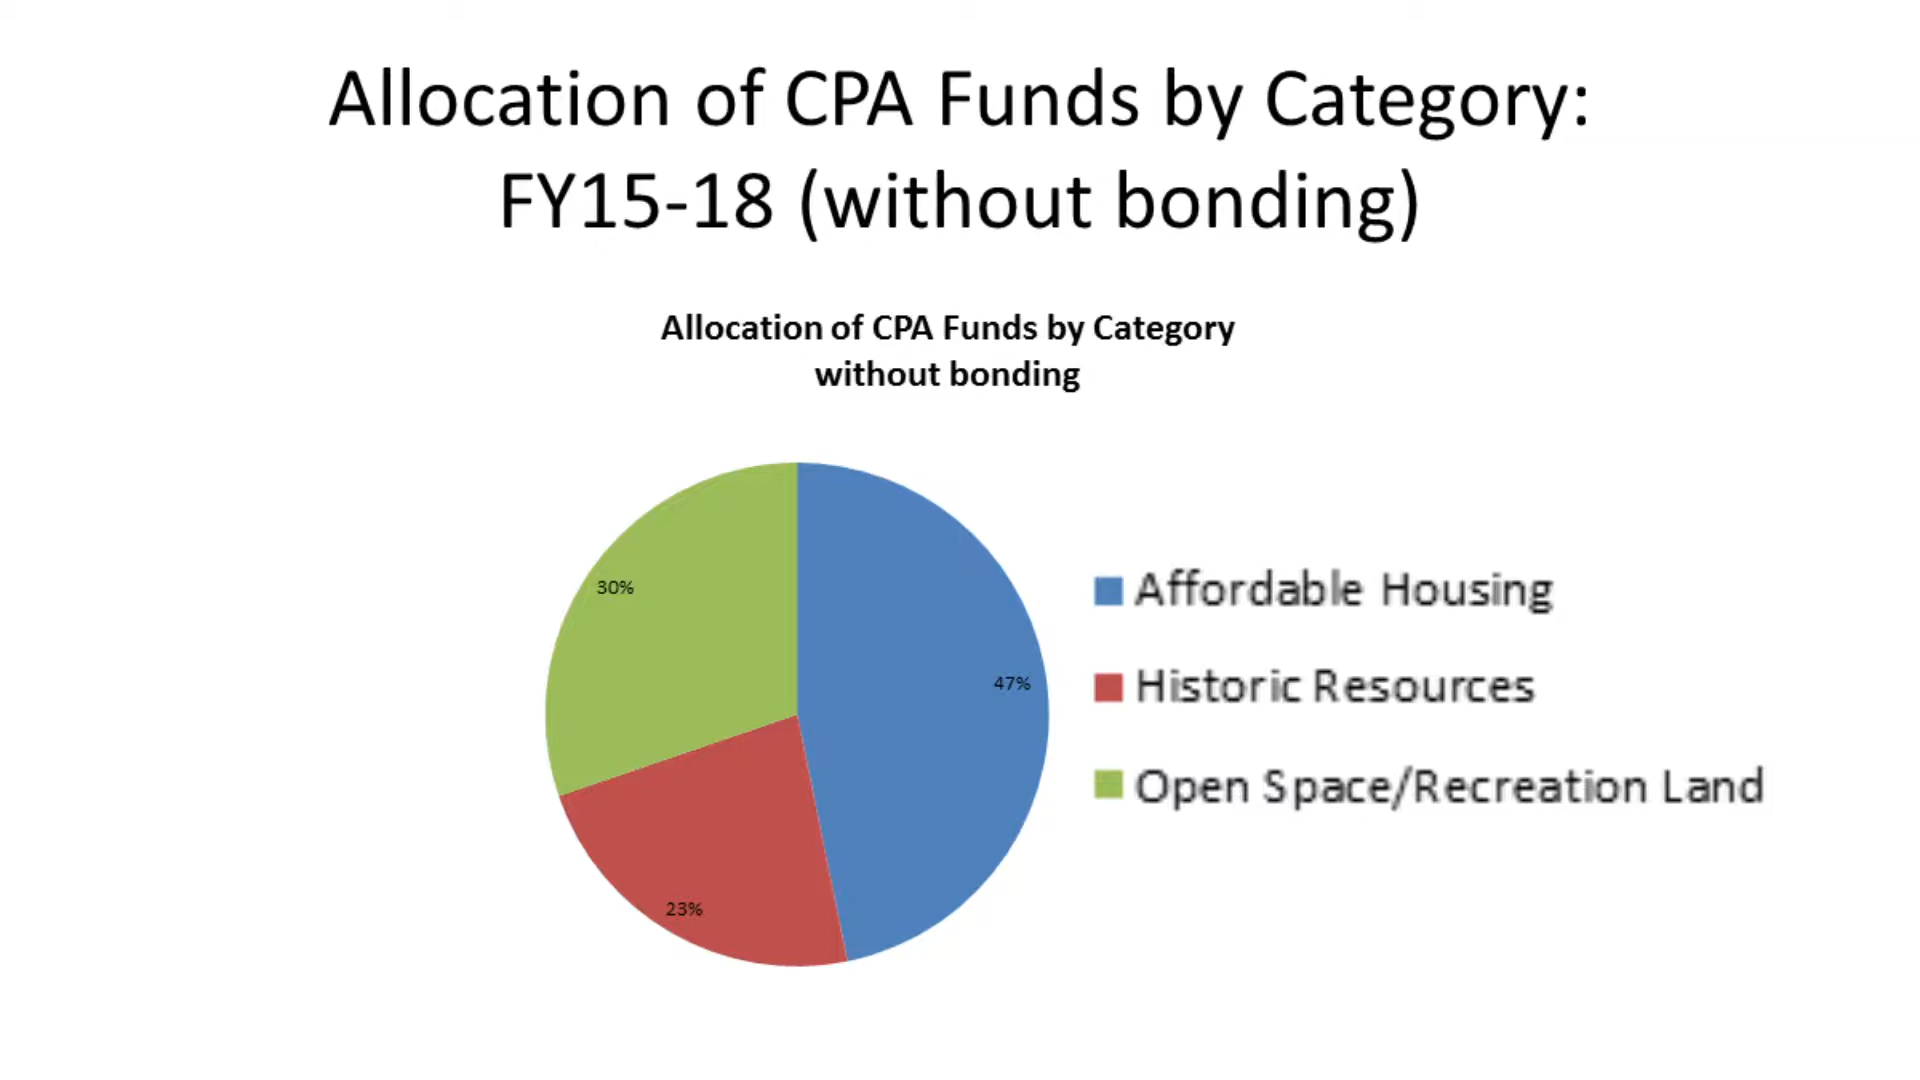 Allocation of CPA Funds by Category:
FY15-18 (without bonding)
Allocation of CPA Funds by Category
without bonding
30%
47%
23%
Affordable Housing
Historic Resources
Open Space/Recreation Land